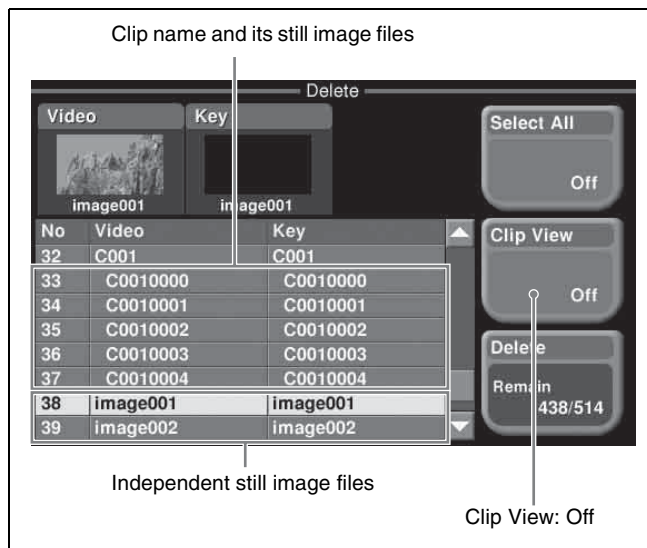 Clip name and its still image files
Delete
Video Key
image001 image001
Select All
Off
No Video Key
32 C001 C001
33 C0010000 C0010000
34 C0010001 C0010001
35 C0010002 C0010002
36 C0010003 C0010003
37 C0010004 C0010004
38 image001 image001
39 image002 image002
Clip View
Off
Delete
Remain
438/514
Independent still image files
Clip View: Off